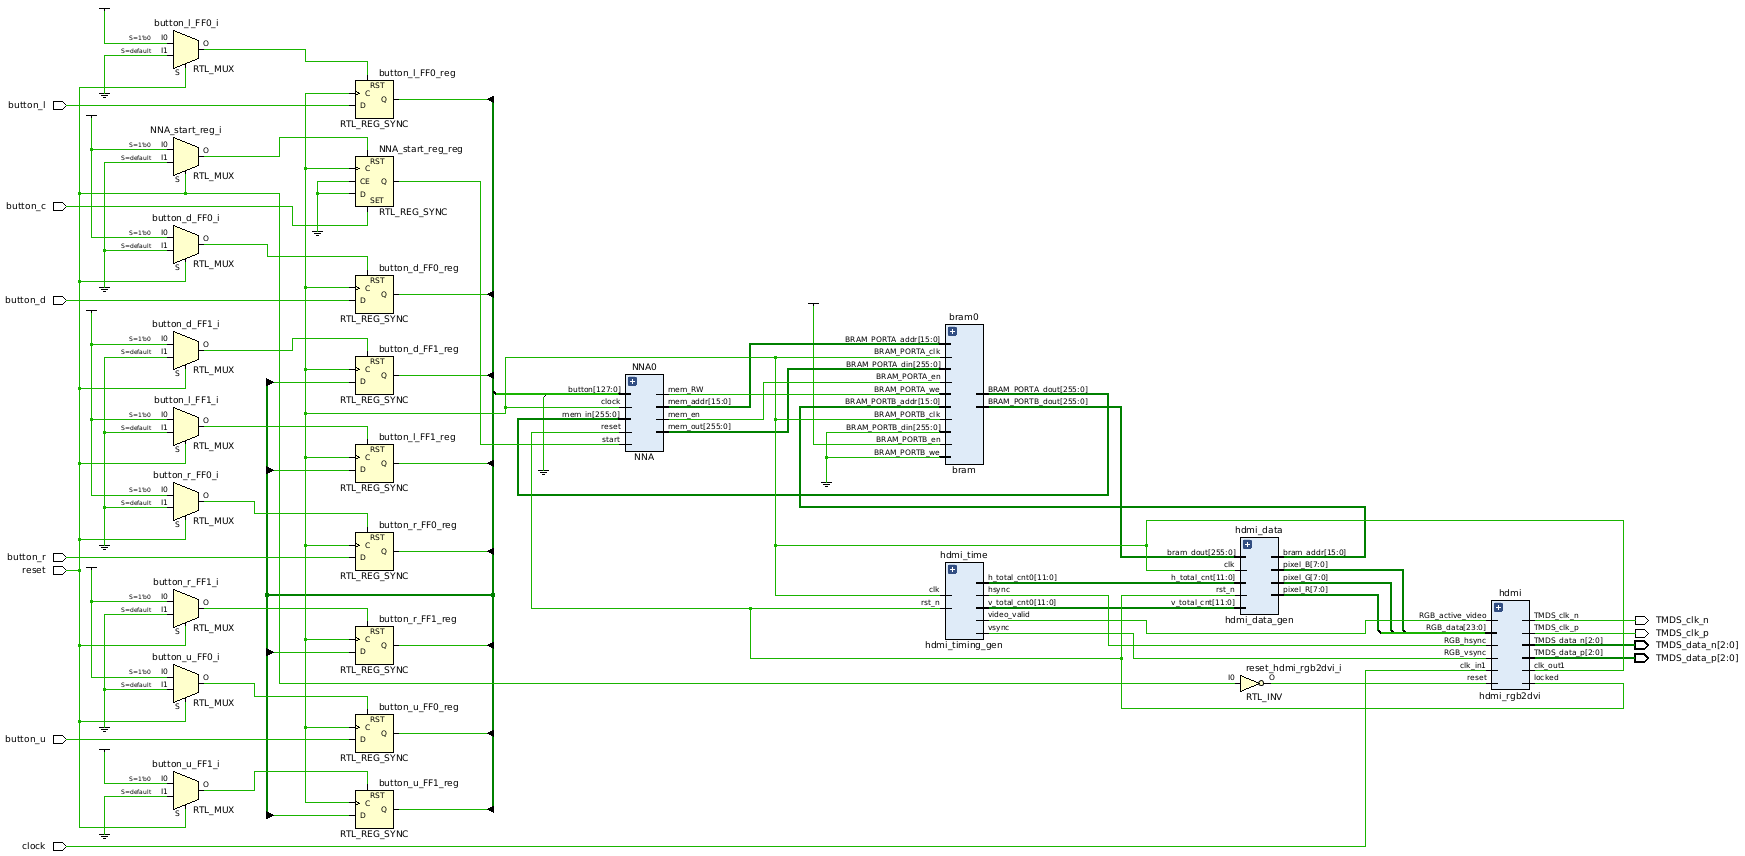 button_l_FF0_i
S=1'b0 I0
S=default I1
O
S
RTL_MUX
button_l_FF0_reg
RST
C
D
Q
RTL_REG_SYNC
button_l
NNA_start_reg_i
S=1'b0 I0
S=default I1
O
S
RTL_MUX
NNA_start_reg_reg
RST
C
CE
D
Q
SET
RTL_REG_SYNC
button_c
button_d_FF0_i
S=1'b0 I0
S=default I1
O
S
RTL_MUX
button_d_FF0_reg
RST
C
D
Q
RTL_REG_SYNC
button_d
button_d_FF1_i
S=1'b0 I0
S=default I1
O
S
RTL_MUX
button_d_FF1_reg
RST
C
D
Q
RTL_REG_SYNC
button_l_FF1_i
S=1'b0 I0
S=default I1
O
S
RTL_MUX
button_l_FF1_reg
RST
C
D
Q
RTL_REG_SYNC
button_r_FF0_i
S=1'b0 I0
S=default I1
O
S
RTL_MUX
button_r_FF0_reg
RST
C
D
Q
RTL_REG_SYNC
button_r
reset
button_r_FF1_i
S=1'b0 I0
S=default I1
O
S
RTL_MUX
button_r_FF1_reg
RST
C
D
Q
RTL_REG_SYNC
button_u_FF0_i
S=1'b0 I0
S=default I1
O
S
RTL_MUX
button_u_FF0_reg
RST
C
D
Q
RTL_REG_SYNC
button_u
button_u_FF1_i
S=1'b0 I0
S=default I1
O
S
RTL_MUX
button_u_FF1_reg
RST
C
D
Q
RTL_REG_SYNC
clock
NNA0
button[127:0]
clock
mem_in[255:0]
reset
start
mem_RW
mem_addr[15:0]
mem_en
mem_out[255:0]
NNA
bram0
BRAM_PORTA_addr[15:0]
BRAM_PORTA_clk
BRAM_PORTA_din[255:0]
BRAM_PORTA_en
BRAM_PORTA_we
BRAM_PORTB_addr[15:0]
BRAM_PORTB_clk
BRAM_PORTB_din[255:0]
BRAM_PORTB_en
BRAM_PORTB_we
BRAM_PORTA_dout[255:0]
BRAM_PORTB_dout[255:0]
bram
hdmi_time
clk
rst_n
h_total_cnt0[11:0]
hsync
v_total_cnt0[11:0]
video_valid
vsync
hdmi_timing_gen
hdmi_data
bram_dout[255:0]
clk
h_total_cnt[11:0]
rst_n
v_total_cnt[11:0]
bram_addr[15:0]
pixel_B[7:0]
pixel_G[7:0]
pixel_R[7:0]
hdmi_data_gen
reset_hdmi_rgb2dvi_i
I0
O
RTL_INV
hdmi
RGB_active_video
RGB_data[23:0]
RGB_hsync
RGB_vsync
clk_in1
reset
TMDS_clk_n
TMDS_clk_p
TMDS_data_n[2:0]
TMDS_data_p[2:0]
clk_out1
locked
hdmi_rgb2dvi
TMDS_clk_n
TMDS_clk_p
TMDS_data_n[2:0]
TMDS_data_p[2:0]